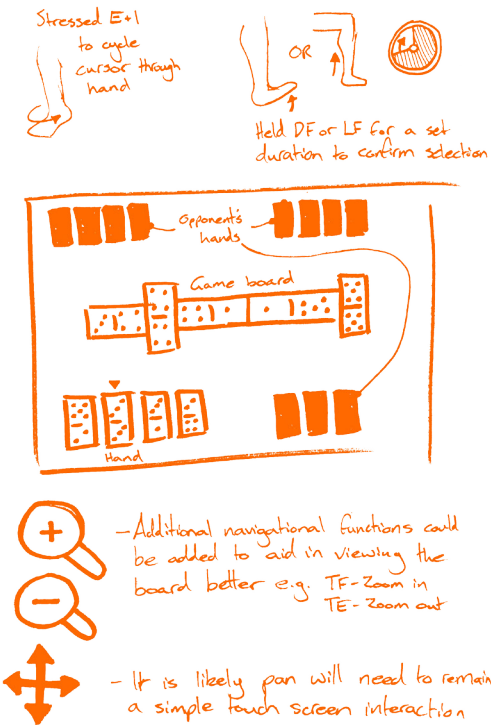 Stressed E+I
to cycle
cursor through
hand
OR
Held DF or LF for a set
duration to confirm selection
Opponent's
hands
Game board
Hand
- Additional navigational functions could
be added to aid in viewing the
board better e.g. TF-Zoom in
TE-Zoom out
- It is likely pan will need to remain
a simple touch screen interaction